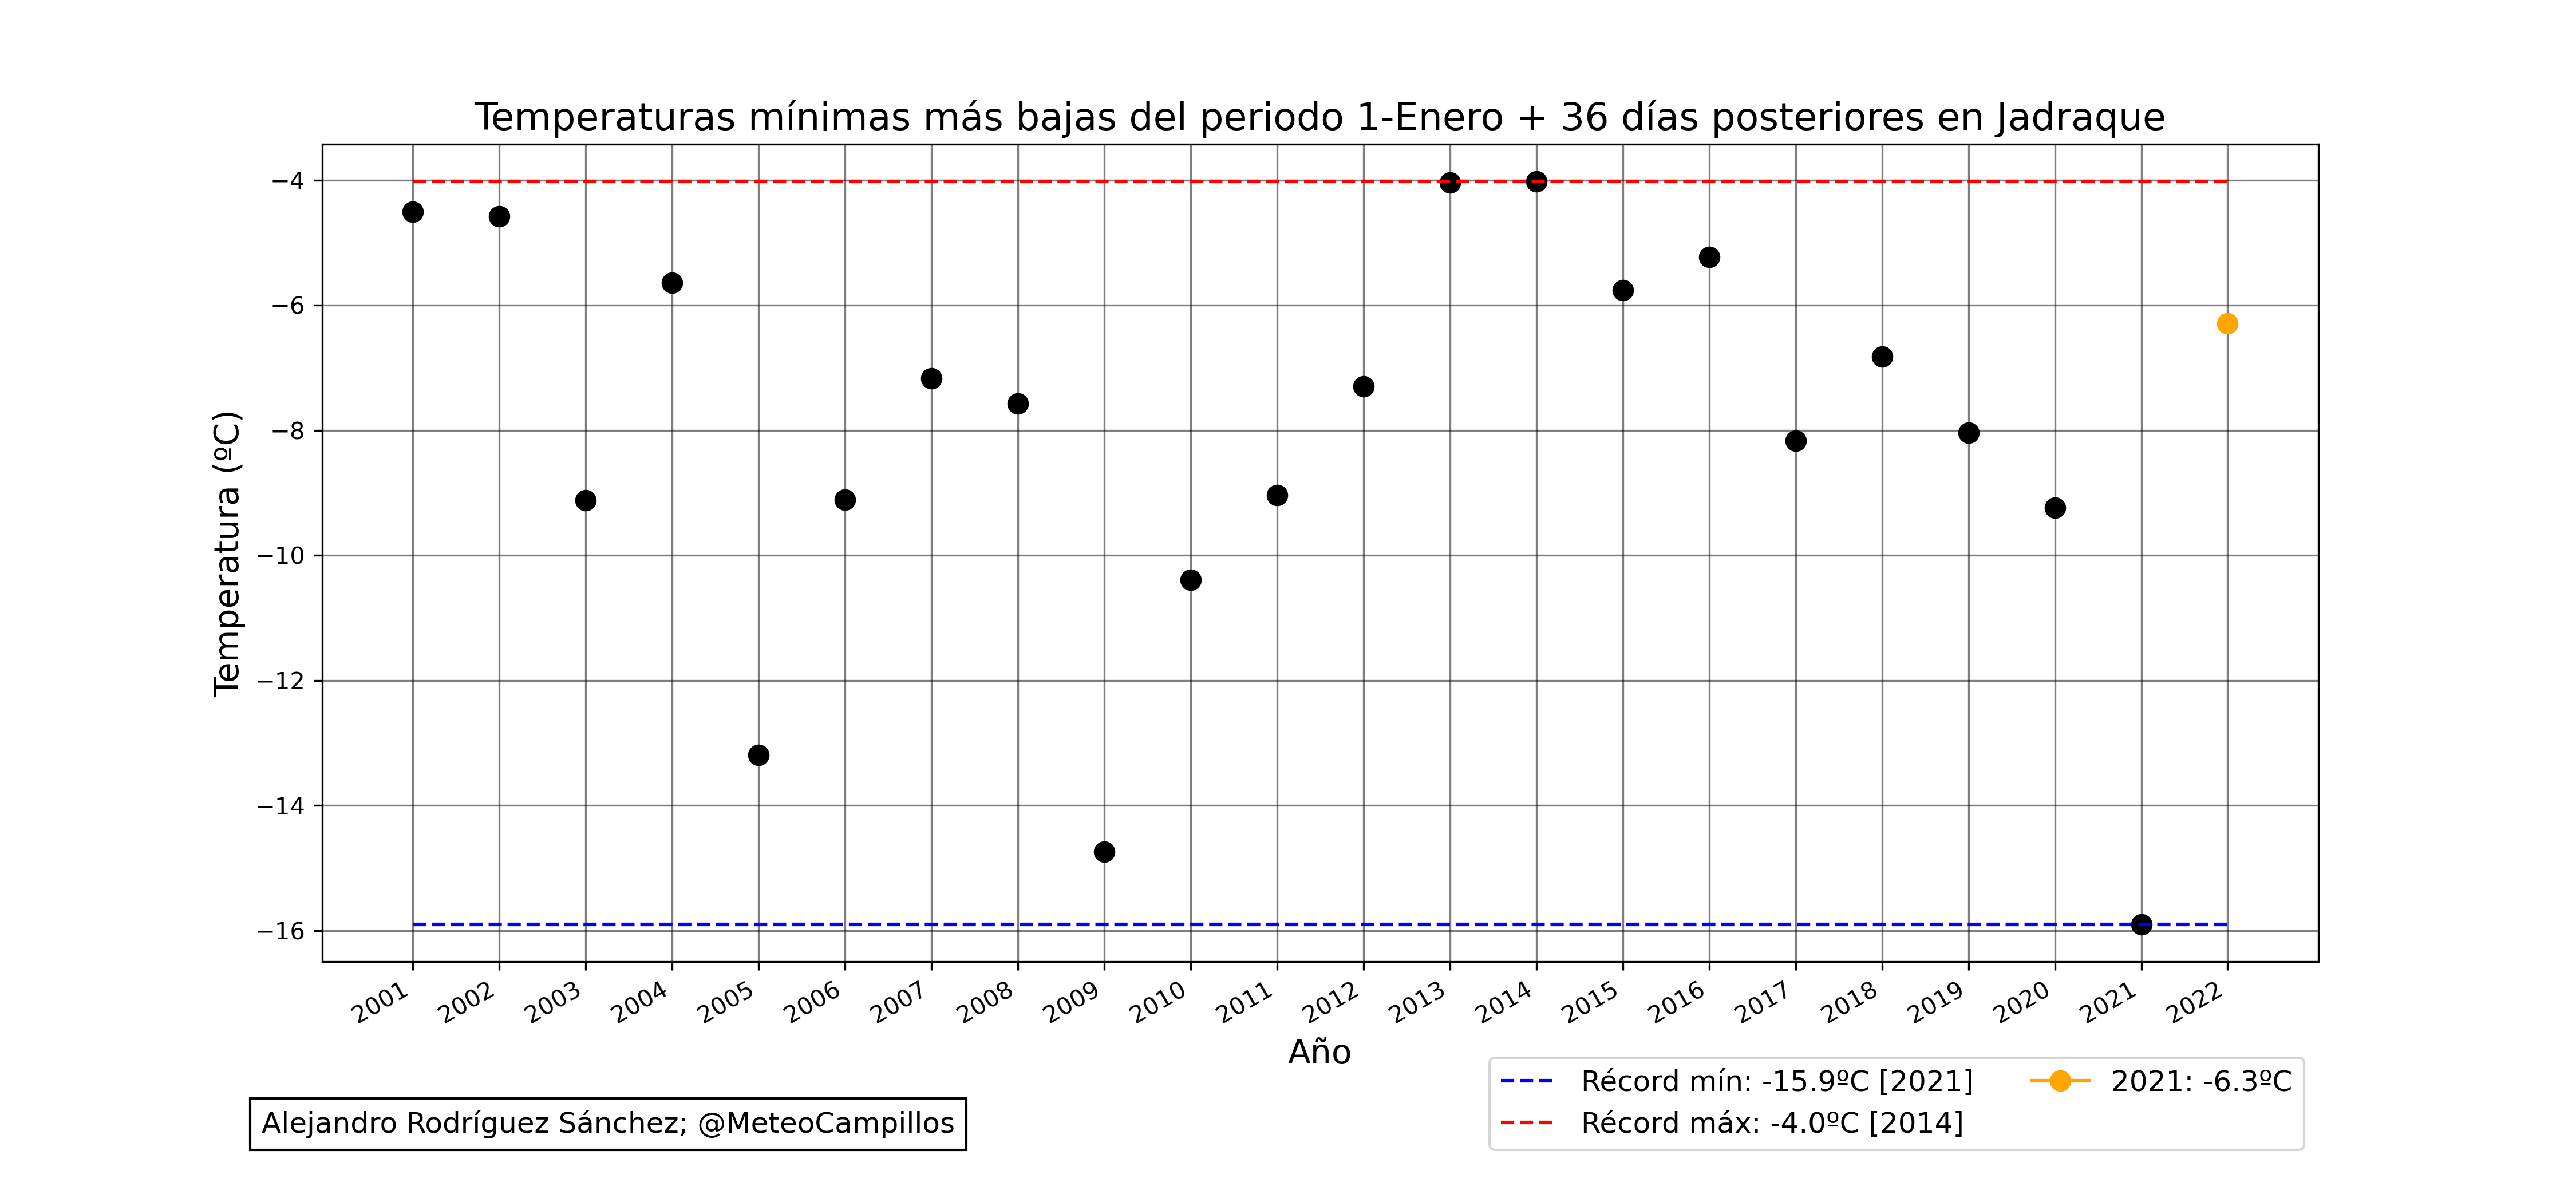 Temperaturas mínimas más bajas del periodo 1-Enero + 36 días posteriores en Jadraque
Temperatura (ºC)
−4
−6
−8
−10
−12
−14
−16
2001 2002 2003 2004 2005 2006 2007 2008 2009 2010 2011 2012 2013 2014 2015 2016 2017 2018 2019 2020 2021 2022
Año
Récord mín: -15.9ºC [2021]
Récord máx: -4.0ºC [2014]
2021: -6.3ºC
Alejandro Rodríguez Sánchez; @MeteoCampillos